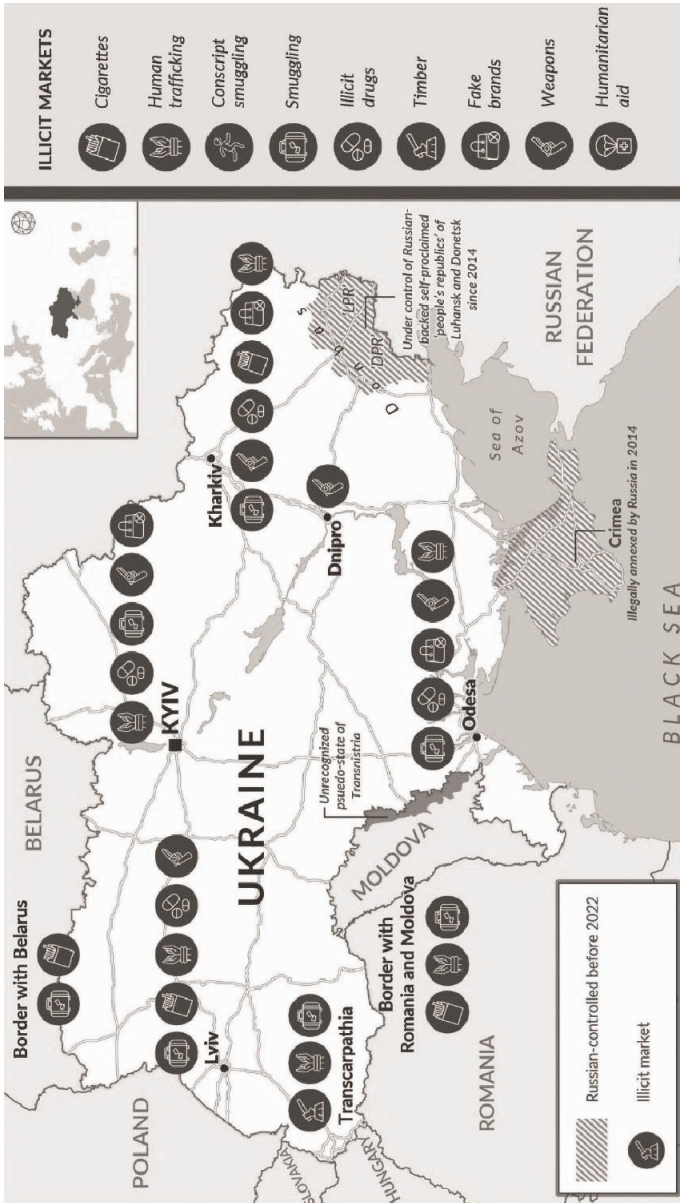 BELARUS
Border with Belarus
POLAND
KYIV
UKRAINE
Lviv
Kharkiv
Dnipro
LPR
DPR
Under control of Russian-
backed self-proclaimed
'people's republics' of
Luhansk and Donetsk
since 2014
Transcarpathia
SLOVAKIA
HUNGARY
Unrecognized
psuedo-state of
Transnistria
MOLDOVA
Border with
Romania and Moldova
ROMANIA
Odesa
Sea of
Azov
RUSSIAN
FEDERATION
Crimea
Illegally annexed by Russia in 2014
BLACK SEA
Russian-controlled before 2022
Illicit market
ILLICIT MARKETS
Cigarettes
Human
trafficking
Conscript
smuggling
Smuggling
Illicit
drugs
Timber
Fake
brands
Weapons
Humanitarian
aid